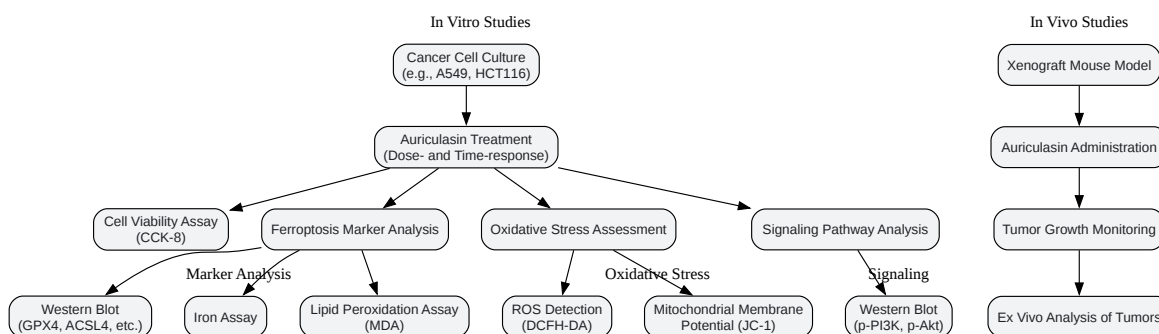 In Vitro Studies
In Vivo Studies
Cancer Cell Culture
(e.g., A549, HCT116)
Xenograft Mouse Model
Auriculasin Treatment
(Dose- and Time-response)
Auriculasin Administration
Cell Viability Assay
(CCK-8)
Ferroptosis Marker Analysis
Oxidative Stress Assessment
Signaling Pathway Analysis
Tumor Growth Monitoring
Marker Analysis
Oxidative Stress
Signaling
Western Blot
(GPX4, ACSL4, etc.)
Iron Assay
Lipid Peroxidation Assay
(MDA)
ROS Detection
(DCFH-DA)
Mitochondrial Membrane
Potential (JC-1)
Western Blot
(p-PI3K, p-Akt)
Ex Vivo Analysis of Tumors